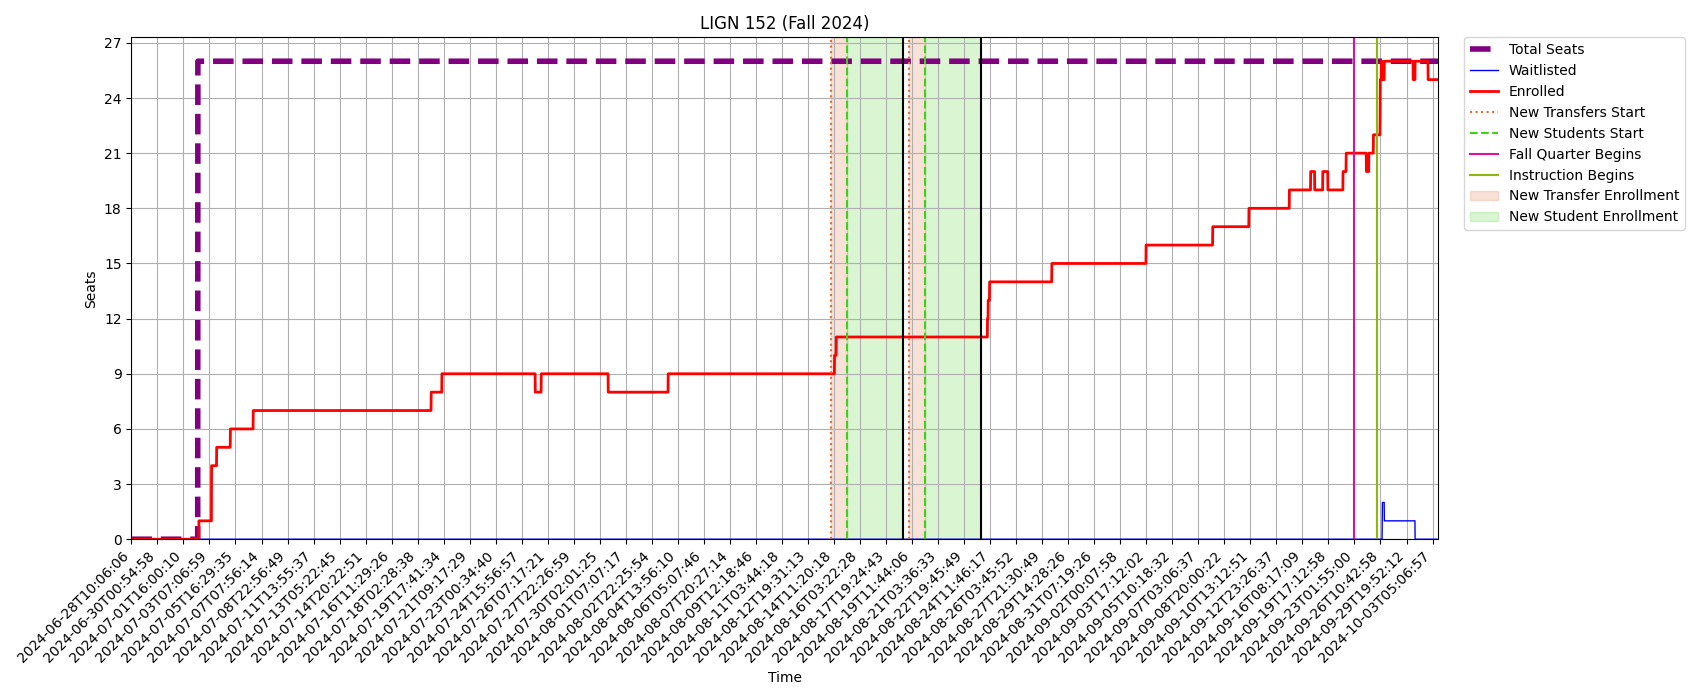 LIGN 152 (Fall 2024)
27
24
21
18
15
12
9
6
3
0
Seats
2024-06-28T10:06:06
2024-06-30T00:54:58
2024-07-01T16:00:10
2024-07-03T07:06:59
2024-07-05T16:29:35
2024-07-07T07:56:14
2024-07-08T22:56:49
2024-07-11T13:55:37
2024-07-13T05:22:45
2024-07-14T20:22:51
2024-07-16T11:29:26
2024-07-18T02:28:38
2024-07-19T17:41:34
2024-07-21T09:17:29
2024-07-23T00:34:40
2024-07-24T15:56:57
2024-07-26T07:17:21
2024-07-27T22:26:59
2024-07-30T02:01:25
2024-08-01T07:07:17
2024-08-02T22:25:54
2024-08-04T13:56:10
2024-08-06T05:07:46
2024-08-07T20:27:14
2024-08-09T12:18:46
2024-08-11T03:44:18
2024-08-12T19:31:13
2024-08-14T11:20:18
2024-08-16T03:22:28
2024-08-17T19:24:43
2024-08-19T11:44:06
2024-08-21T03:36:33
2024-08-22T19:45:49
2024-08-24T11:46:17
2024-08-26T03:45:52
2024-08-27T21:30:49
2024-08-29T14:28:26
2024-08-31T07:19:26
2024-09-02T00:07:58
2024-09-03T17:12:02
2024-09-05T10:18:32
2024-09-07T03:06:37
2024-09-08T20:00:22
2024-09-10T13:12:51
2024-09-12T23:26:37
2024-09-16T08:17:09
2024-09-19T17:12:58
2024-09-23T01:55:00
2024-09-26T10:42:58
2024-09-29T19:52:12
2024-10-03T05:06:57
Time
Total Seats
Waitlisted
Enrolled
New Transfers Start
New Students Start
Fall Quarter Begins
Instruction Begins
New Transfer Enrollment
New Student Enrollment